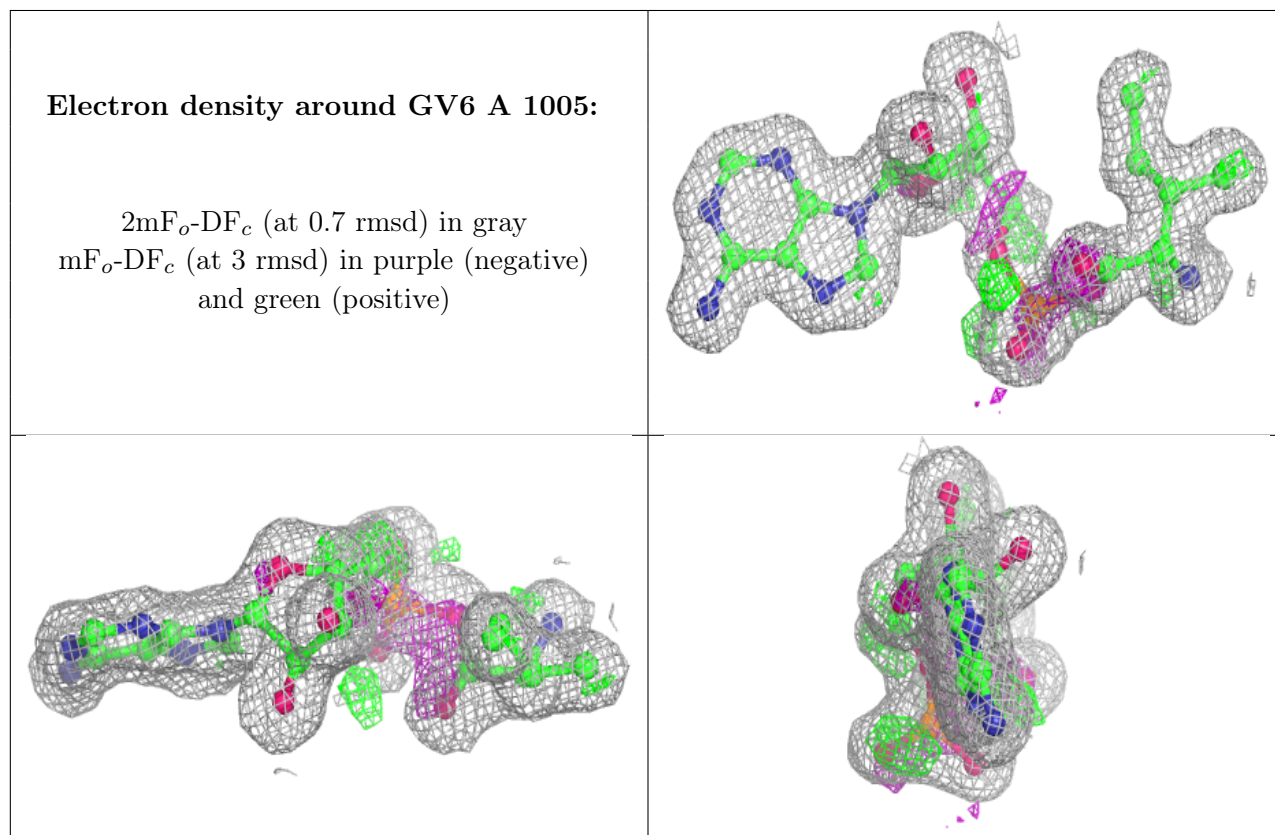 Electron density around GV6 A 1005:
2mFₒ-DF𝒸 (at 0.7 rmsd) in gray
mFₒ-DF𝒸 (at 3 rmsd) in purple (negative)
and green (positive)